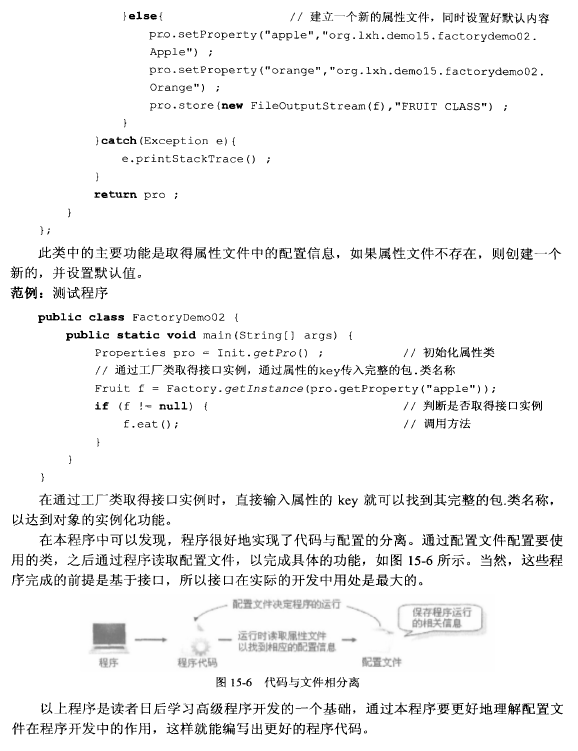 }else{ // 建立一个新的属性文件，同时设置好默认内容
pro.setProperty("apple","org.lxh.demo15.factorydemo02.
Apple") ;
pro.setProperty("orange","org.lxh.demo15.factorydemo02.
Orange") ;
pro.store(new FileOutputStream(f),"FRUIT CLASS") ;
}
}catch(Exception e){
e.printStackTrace() ;
}
return pro ;
}
};
此类中的主要功能是取得属性文件中的配置信息，如果属性文件不存在，则创建一个
新的，并设置默认值。
范例：测试程序
public class FactoryDemo02 {
public static void main(String[] args) {
Properties pro = Init.getPro() ; // 初始化属性类
// 通过工厂类取得接口实例，通过属性的key传入完整的包.类名称
Fruit f = Factory.getInstance(pro.getProperty("apple"));
if (f != null) { // 判断是否取得接口实例
f.eat(); // 调用方法
}
}
}
在通过工厂类取得接口实例时，直接输入属性的 key 就可以找到其完整的包.类名称，
以达到对象的实例化功能。
在本程序中可以发现，程序很好地实现了代码与配置的分离。通过配置文件配置要使
用的类，之后通过程序读取配置文件，以完成具体的功能，如图 15-6 所示。当然，这些程
序完成的前提是基于接口，所以接口在实际的开发中用处是最大的。
配置文件决定程序的运行
保存程序运行
的相关信息
运行时读取属性文件
以找到相应的配置信息
程序
程序代码
配置文件
图 15-6 代码与文件相分离
以上程序是读者日后学习高级程序开发的一个基础，通过本程序要更好地理解配置文
件在程序开发中的作用，这样就能编写出更好的程序代码。